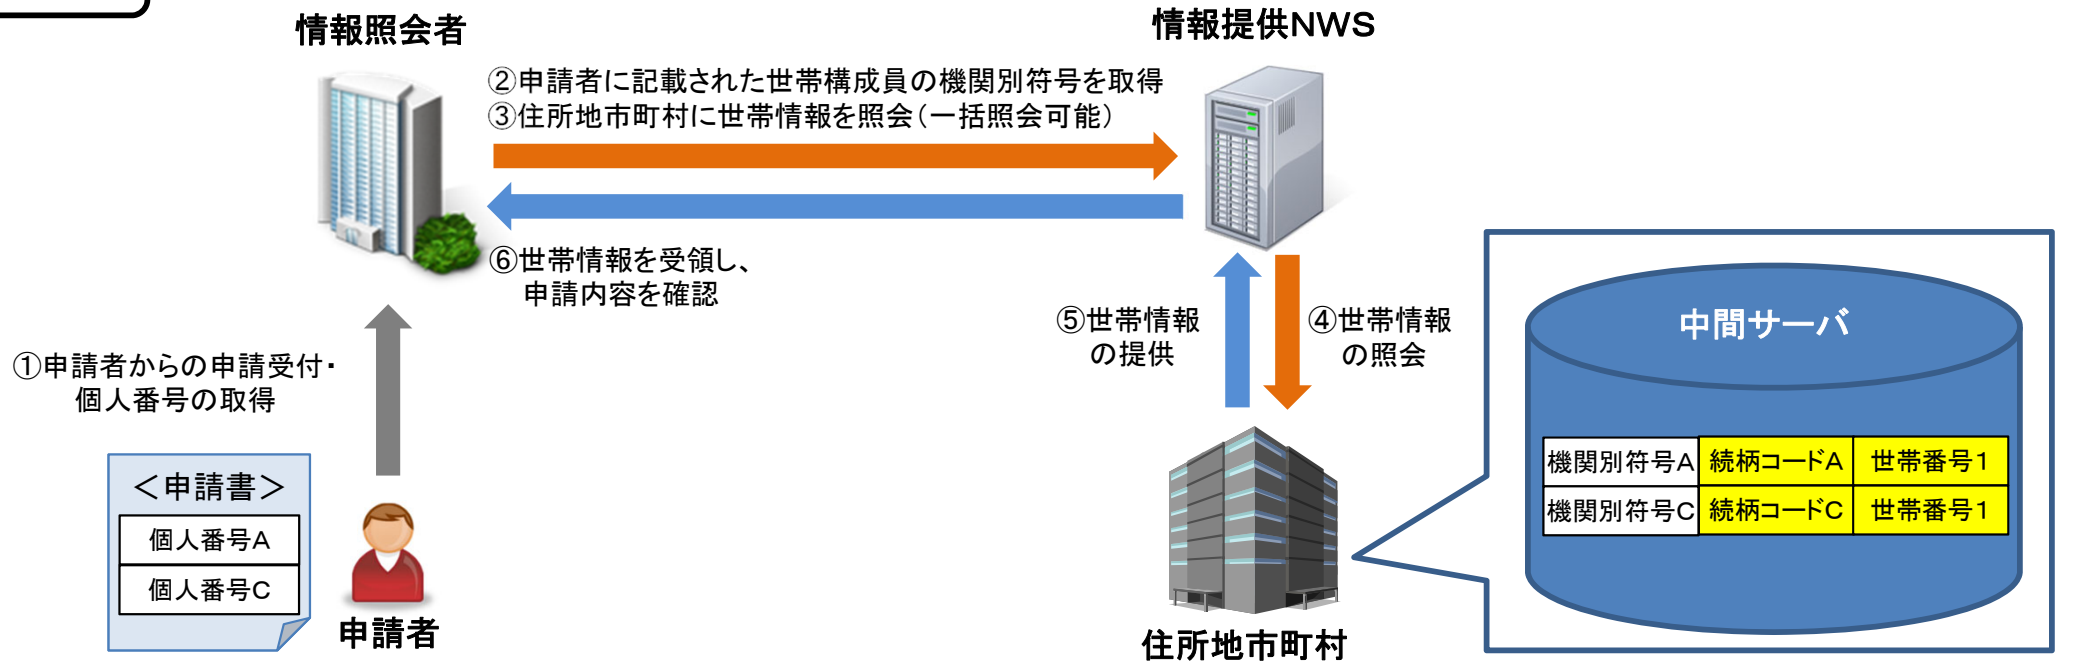 情報照会者
情報提供NWS
②申請者に記載された世帯構成員の機関別符号を取得
③住所地市町村に世帯情報を照会（一括照会可能）
⑥世帯情報を受領し、
申請内容を確認
①申請者からの申請受付・
個人番号の取得
⑤世帯情報
の提供
④世帯情報
の照会
中間サーバ
機関別符号A 続柄コードA 世帯番号1
機関別符号C 続柄コードC 世帯番号1
＜申請書＞
個人番号A
個人番号C
申請者
住所地市町村